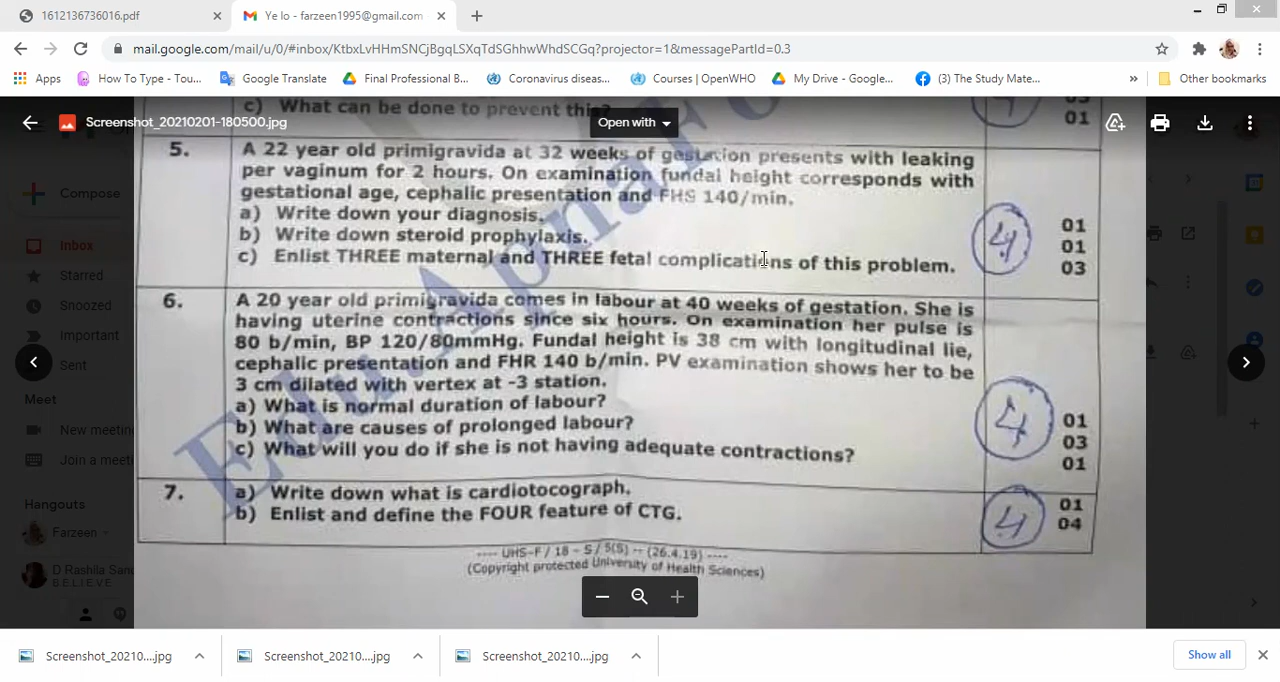 1612136736016.pdf
Ye lo - farzeen1995@gmail.com
mail.google.com/mail/u/0/#inbox/KtbxLvHHmSNCjBgqLSXqTdSGhhwWhdSCGq?projector=1&messagePartId=0.3
Apps
How To Type - Tou...
Google Translate
Final Professional B...
Coronavirus diseas...
Courses | OpenWHO
My Drive - Google...
(3) The Study Mate...
»
Other bookmarks
c) What can be done to prevent this?
03
01
Screenshot_20210201-180500.jpg
Open with
5. A 22 year old primigravida at 32 weeks of gestation presents with leaking
per vaginum for 2 hours. On examination fundal height corresponds with
gestational age, cephalic presentation and FHS 140/min.
a) Write down your diagnosis. 01
b) Write down steroid prophylaxis. 01
c) Enlist THREE maternal and THREE fetal complications of this problem. 03
4
6. A 20 year old primigravida comes in labour at 40 weeks of gestation. She is
having uterine contractions since six hours. On examination her pulse is
80 b/min, BP 120/80mmHg. Fundal height is 38 cm with longitudinal lie,
cephalic presentation and FHR 140 b/min. PV examination shows her to be
3 cm dilated with vertex at -3 station.
a) What is normal duration of labour? 01
b) What are causes of prolonged labour? 03
c) What will you do if she is not having adequate contractions? 01
4
7. a) Write down what is cardiotocograph. 01
b) Enlist and define the FOUR feature of CTG. 04
4
---- UHS-F / 18 - S / 5(S) -- (26.4.19) ----
(Copyright protected University of Health Sciences)
Compose
Inbox
Starred
Snoozed
Important
Sent
Meet
New meetin
Join a meeti
Hangouts
Farzeen
D Rashila Sand
B.E.L.I.E.V.E
Screenshot_20210....jpg
Screenshot_20210....jpg
Screenshot_20210....jpg
Show all